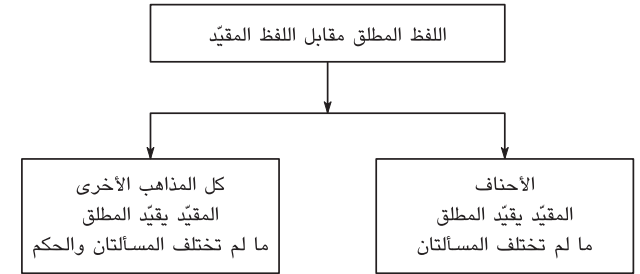 اللفظ المطلق مقابل اللفظ المقيّد
الأحناف
المقيّد يقيّد المطلق
ما لم تختلف المسألتان
كل المذاهب الأخرى
المقيّد يقيّد المطلق
ما لم تختلف المسألتان والحكم